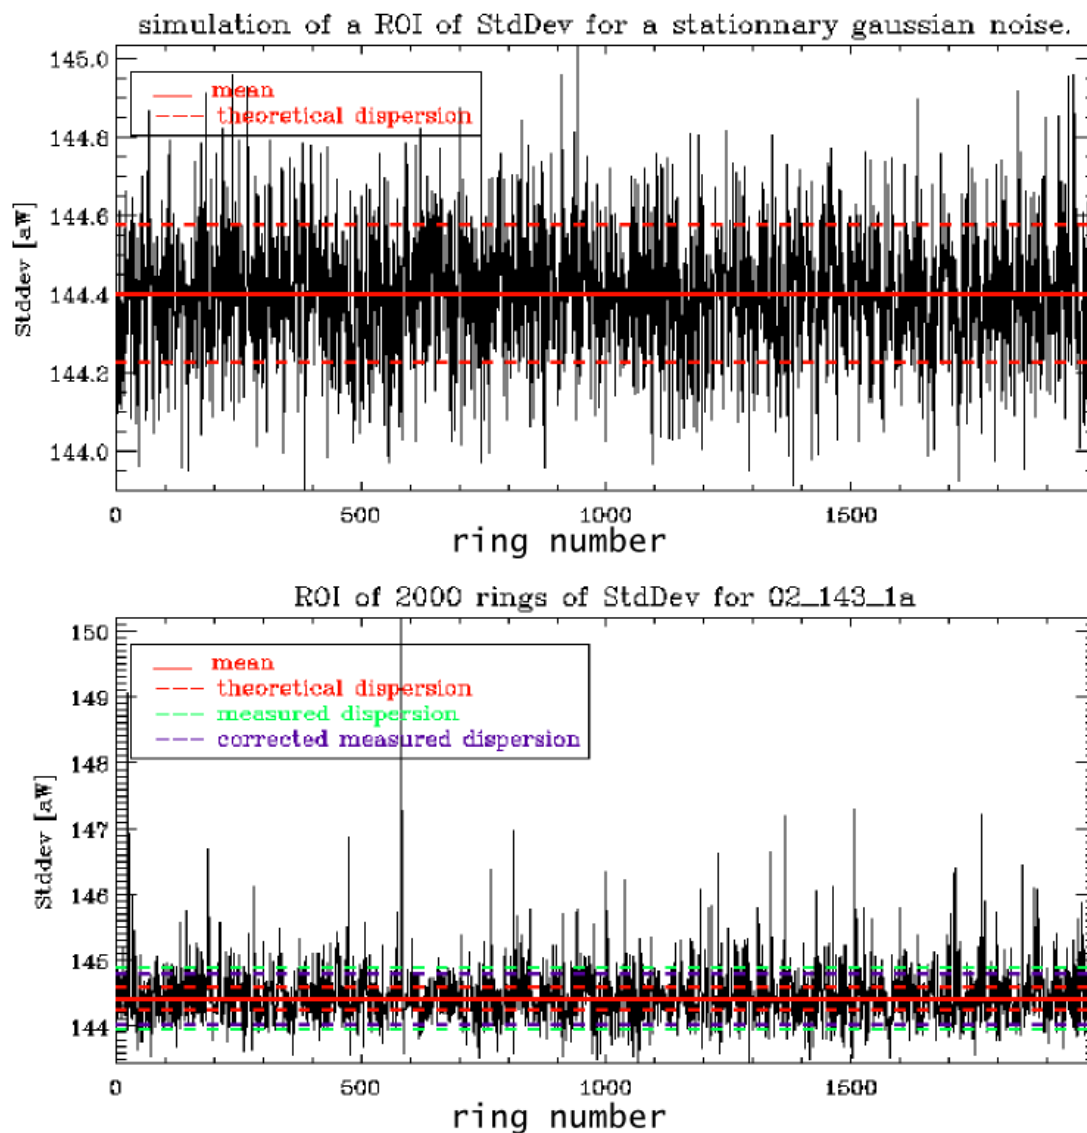 simulation of a ROI of StdDev for a stationnary gaussian noise.
145.0
144.8
144.6
144.4
144.2
144.0
Stddev [aW]
mean
theoretical dispersion
0 500 1000 1500
ring number
ROI of 2000 rings of StdDev for 02_143_1a
150
149
148
147
146
145
144
Stddev [aW]
mean
theoretical dispersion
measured dispersion
corrected measured dispersion
0 500 1000 1500
ring number